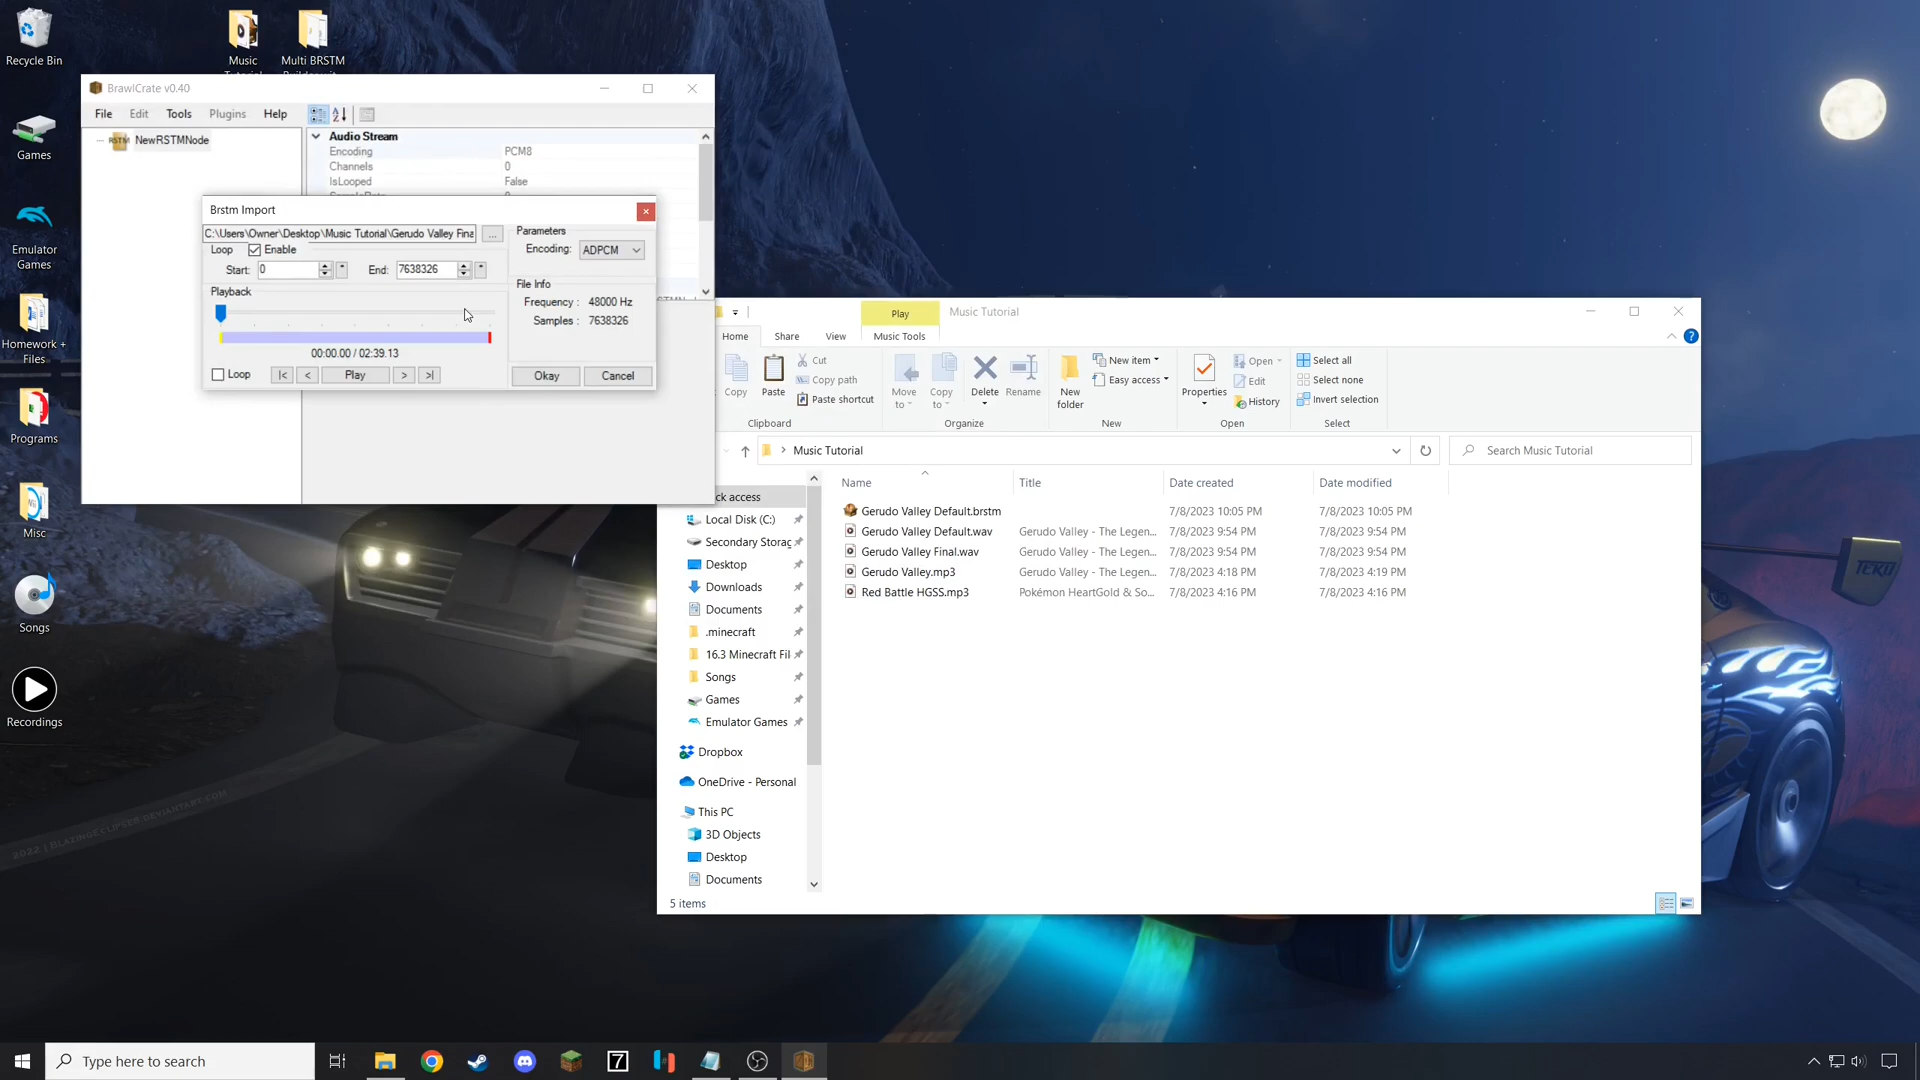 Recycle Bin
Music
Multi BRSTM
Games
Emulator
Games
Homework +
Files
Programs
Misc
Songs
Recordings
BrawlCrate v0.40
File Edit Tools Plugins Help
RSTM NewRSTMNode
Audio Stream
Encoding PCM8
Channels 0
IsLooped False
Brstm Import
C:\Users\Owner\Desktop\Music Tutorial\Gerudo Valley Fina
...
Loop Enable
Start: 0 * End: 7638326 *
Playback
00:00.00 / 02:39.13
Loop |< < Play > >|
Parameters
Encoding: ADPCM
File Info
Frequency : 48000 Hz
Samples : 7638326
Okay Cancel
Play Music Tutorial
Home Share View Music Tools
Copy
Paste
Cut
Copy path
Paste shortcut
Clipboard
Move to
Copy to
Delete
Rename
Organize
New folder
New item
Easy access
New
Properties
Open
Edit
History
Open
Select all
Select none
Invert selection
Select
Music Tutorial
Search Music Tutorial
Name Title Date created Date modified
Gerudo Valley Default.brstm 7/8/2023 10:05 PM 7/8/2023 10:05 PM
Gerudo Valley Default.wav Gerudo Valley - The Legen... 7/8/2023 9:54 PM 7/8/2023 9:54 PM
Gerudo Valley Final.wav Gerudo Valley - The Legen... 7/8/2023 9:54 PM 7/8/2023 9:54 PM
Gerudo Valley.mp3 Gerudo Valley - The Legen... 7/8/2023 4:18 PM 7/8/2023 4:19 PM
Red Battle HGSS.mp3 Pokémon HeartGold & So... 7/8/2023 4:16 PM 7/8/2023 4:16 PM
ck access
Local Disk (C:)
Secondary Storag
Desktop
Downloads
Documents
.minecraft
16.3 Minecraft Fil
Songs
Games
Emulator Games
Dropbox
OneDrive - Personal
This PC
3D Objects
Desktop
Documents
5 items
2022 | BLAZINGECLIPSE8 DEVIANTART.COM
TEKO
Type here to search
7